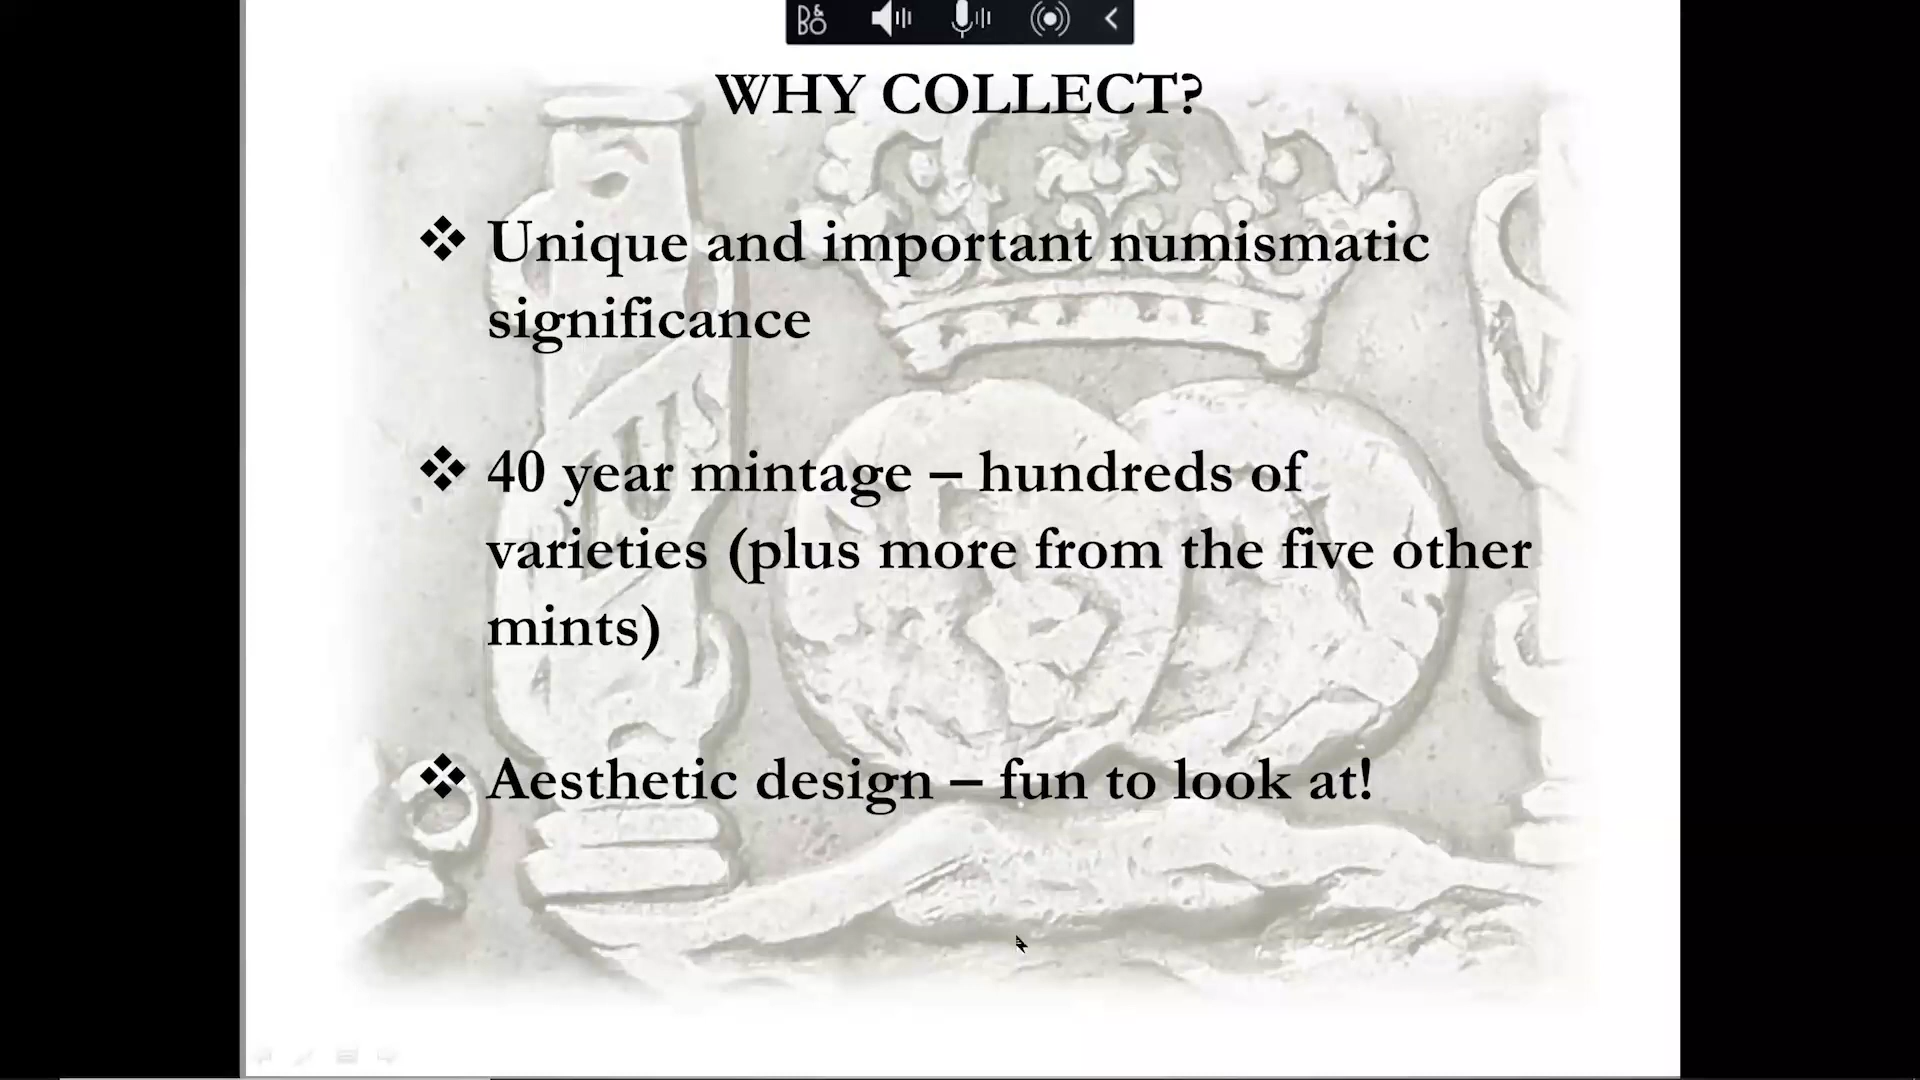 B&O
WHY COLLECT?
❖ Unique and important numismatic
significance
❖ 40 year mintage – hundreds of
varieties (plus more from the five other
mints)
❖ Aesthetic design – fun to look at!